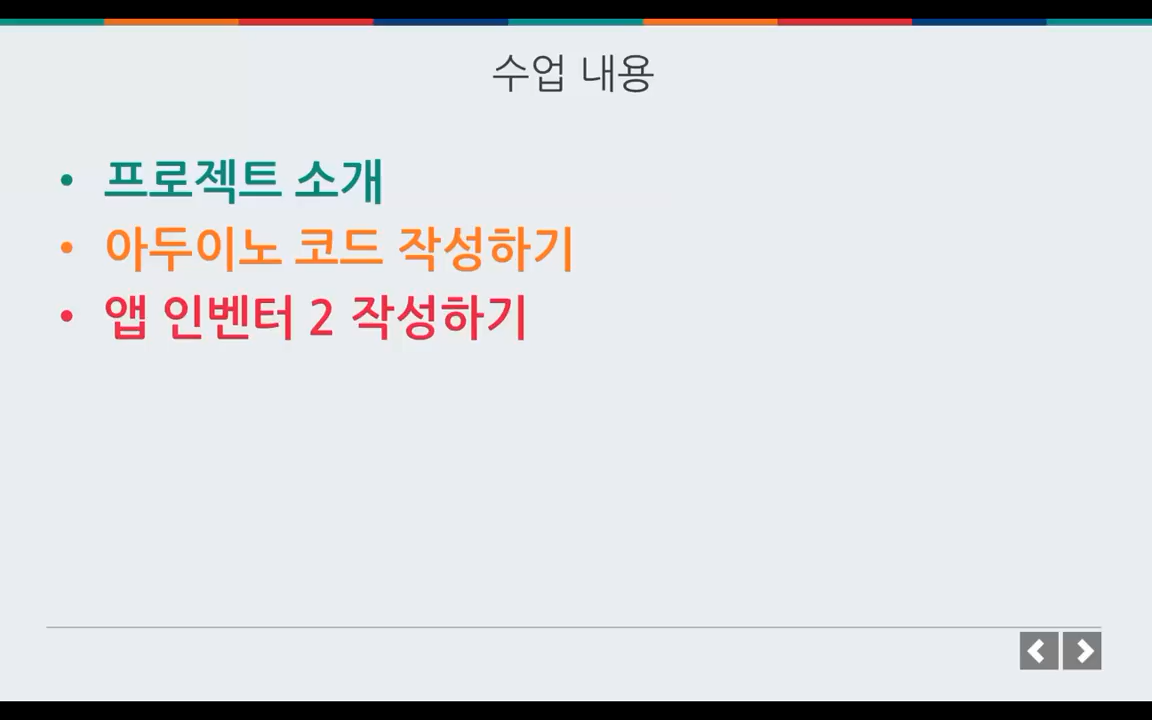 수업 내용
• 프로젝트 소개
• 아두이노 코드 작성하기
• 앱 인벤터 2 작성하기